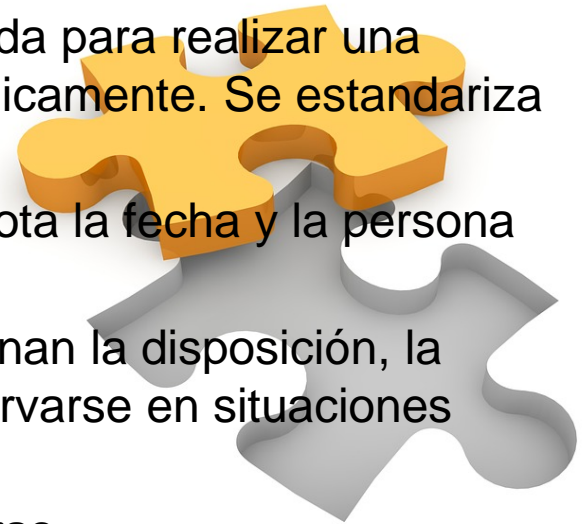 da para realizar una
icamente. Se estandariza
ota la fecha y la persona
nan la disposición, la
rvarse en situaciones